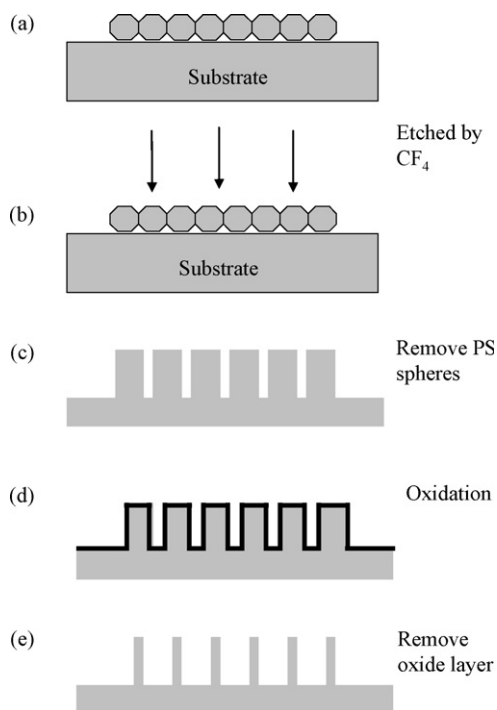 (a)
Substrate
Etched by
CF₄
(b)
Substrate
(c)
Remove PS
spheres
(d)
Oxidation
(e)
Remove
oxide layer